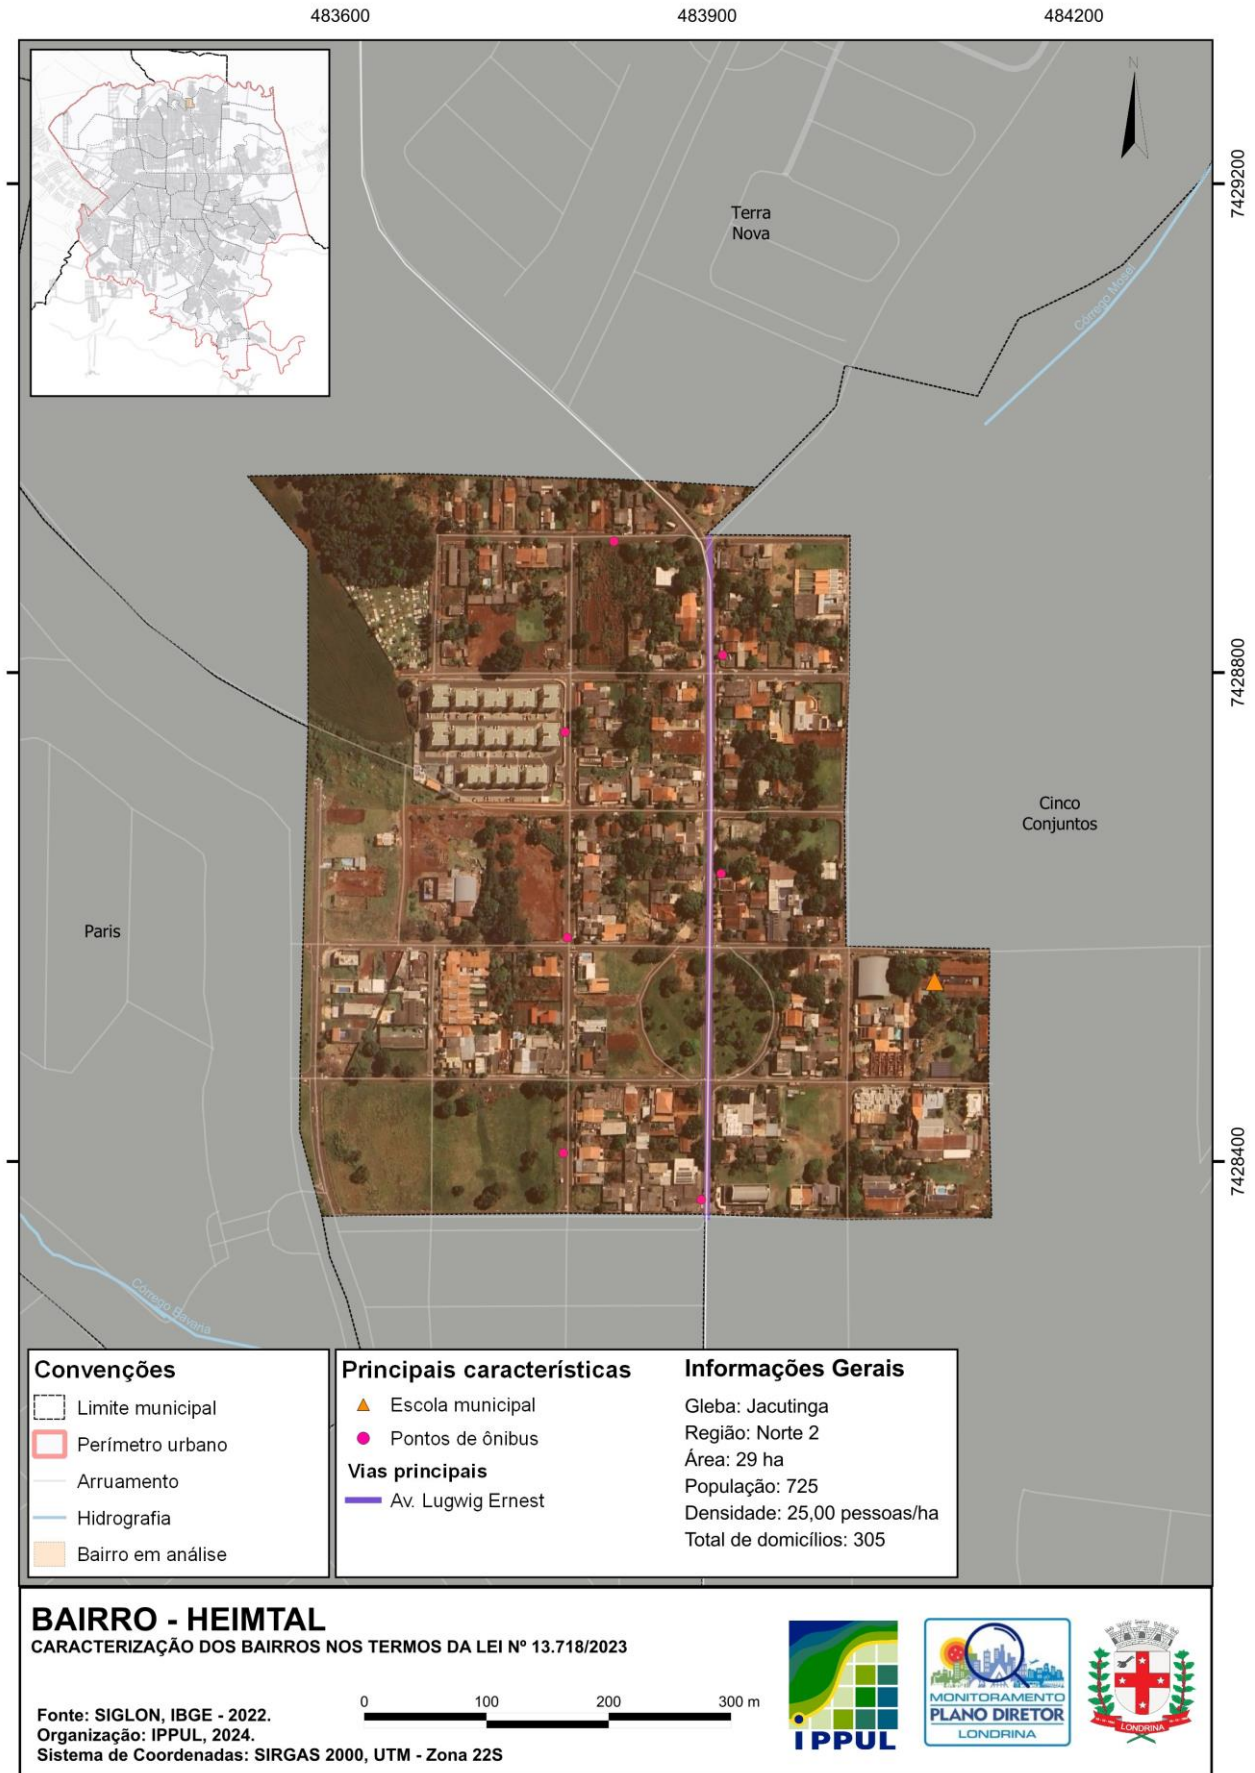 483600
483900
484200
N
7429200
Terra
Nova
Córrego Mosel
7428800
Cinco
Conjuntos
Paris
7428400
Córrego Bavaria
Convenções
Limite municipal
Perímetro urbano
Arruamento
Hidrografia
Bairro em análise
Principais características
Escola municipal
Pontos de ônibus
Vias principais
Av. Lugwig Ernest
Informações Gerais
Gleba: Jacutinga
Região: Norte 2
Área: 29 ha
População: 725
Densidade: 25,00 pessoas/ha
Total de domicílios: 305
BAIRRO - HEIMTAL
CARACTERIZAÇÃO DOS BAIRROS NOS TERMOS DA LEI Nº 13.718/2023
Fonte: SIGLON, IBGE - 2022.
Organização: IPPUL, 2024.
Sistema de Coordenadas: SIRGAS 2000, UTM - Zona 22S
0 100 200 300 m
IPPUL
MONITORAMENTO
PLANO DIRETOR
LONDRINA
LONDRINA